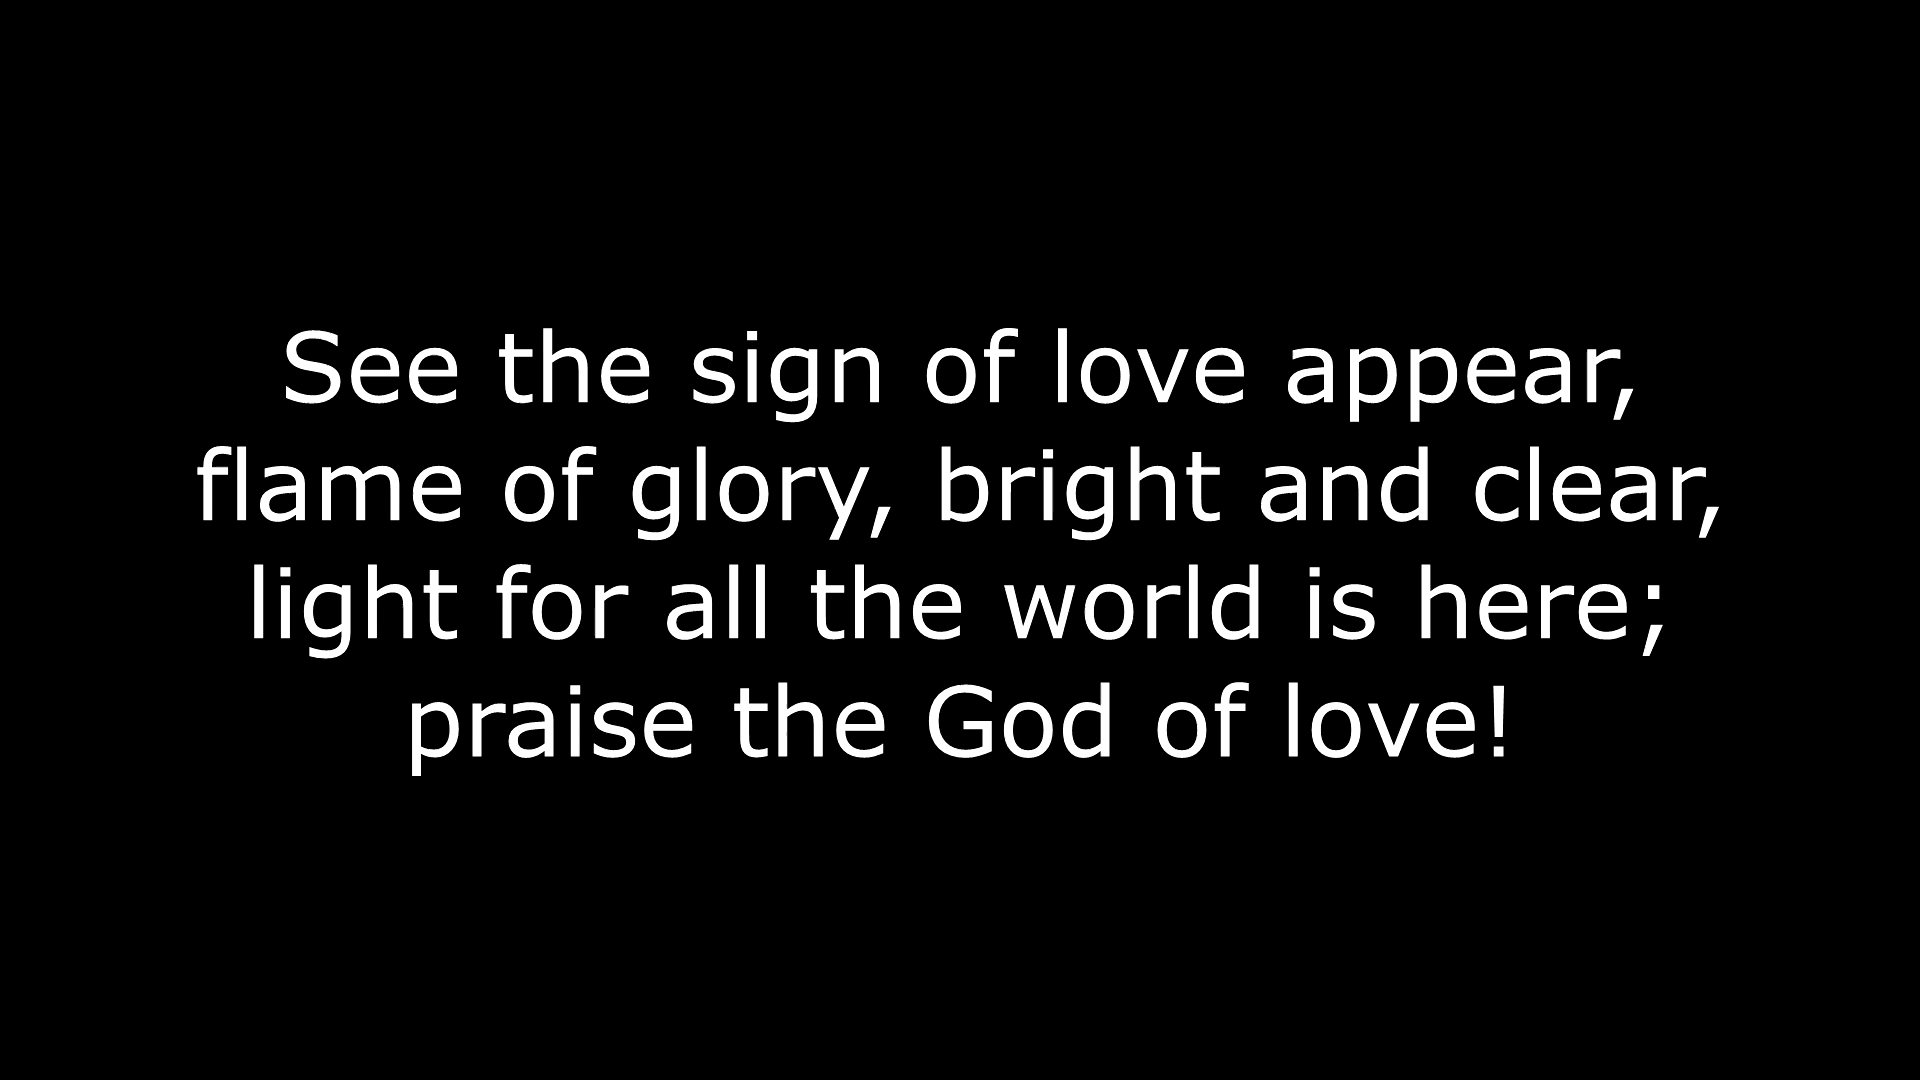 See the sign of love appear,
flame of glory, bright and clear,
light for all the world is here;
praise the God of love!